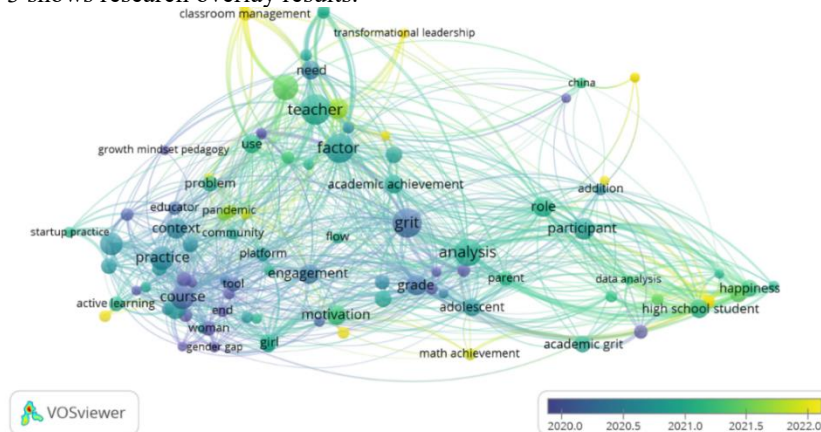 3 shows research overlay results.
classroom management
transformational leadership
need
china
teacher
growth mindset pedagogy
use
factor
problem
academic achievement
addition
educator
pandemic
role
startup practice
context
community
flow
grit
participant
practice
platform
analysis
engagement
tool
grade
parent
data analysis
happiness
course
active learning
end
motivation
adolescent
high school student
woman
gender gap
girl
math achievement
academic grit
VOSviewer
2020.0 2020.5 2021.0 2021.5 2022.0